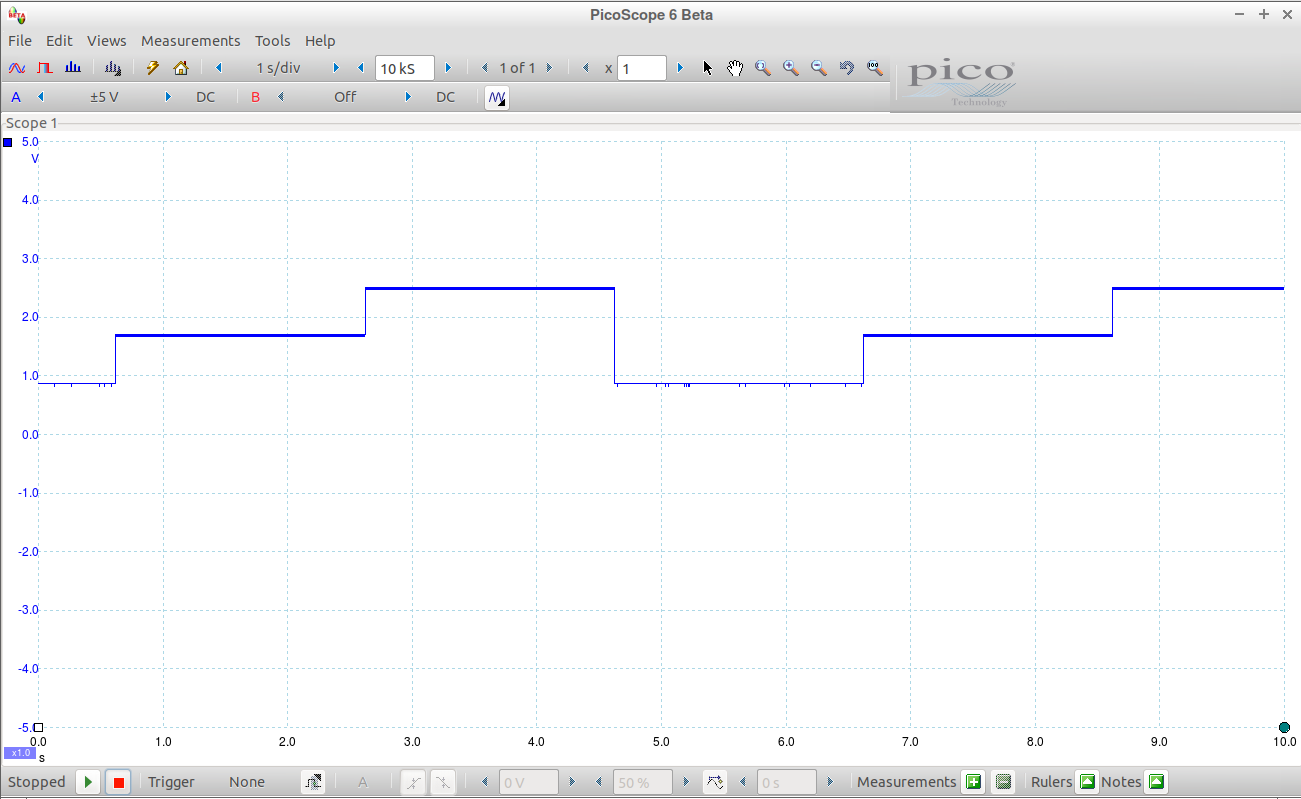 PicoScope 6 Beta
File Edit Views Measurements Tools Help
1 s/div 10 kS 1 of 1 x 1
A ±5 V DC B Off DC
pico
Technology
Scope 1
5.0
V
4.0
3.0
2.0
1.0
0.0
-1.0
-2.0
-3.0
-4.0
-5.0
0.0 1.0 2.0 3.0 4.0 5.0 6.0 7.0 8.0 9.0 10.0
x1.0
s
Stopped Trigger None A 0 V 50 % 0 s Measurements Rulers Notes